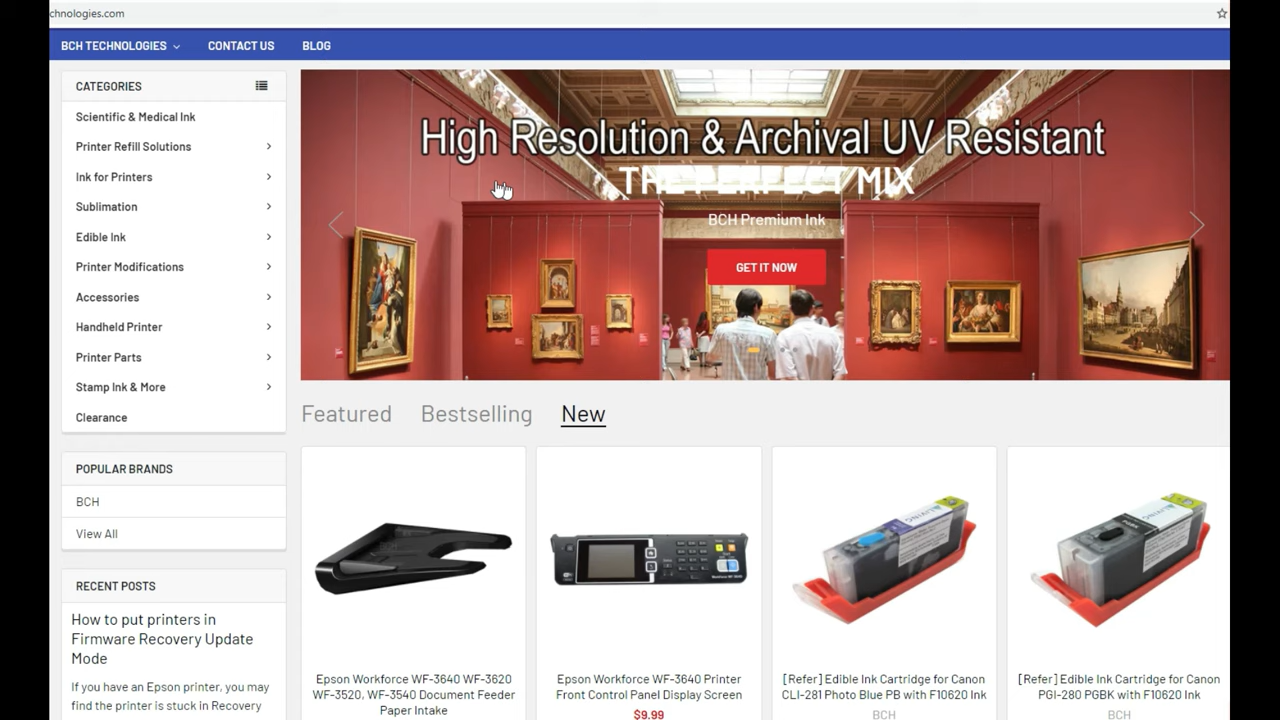 chnologies.com
BCH TECHNOLOGIES
CONTACT US
BLOG
CATEGORIES
Scientific & Medical Ink
Printer Refill Solutions
Ink for Printers
Sublimation
Edible Ink
Printer Modifications
Accessories
Handheld Printer
Printer Parts
Stamp Ink & More
Clearance
POPULAR BRANDS
BCH
View All
RECENT POSTS
How to put printers in
Firmware Recovery Update
Mode
If you have an Epson printer, you may
find the printer is stuck in Recovery
High Resolution & Archival UV Resistant
THE PERFECT MIX
BCH Premium Ink
GET IT NOW
Featured
Bestselling
New
Epson Workforce WF-3640 WF-3620
WF-3520, WF-3540 Document Feeder
Paper Intake
Epson Workforce WF-3640 Printer
Front Control Panel Display Screen
$9.99
[Refer] Edible Ink Cartridge for Canon
CLI-281 Photo Blue PB with F10620 Ink
BCH
[Refer] Edible Ink Cartridge for Canon
PGI-280 PGBK with F10620 Ink
BCH